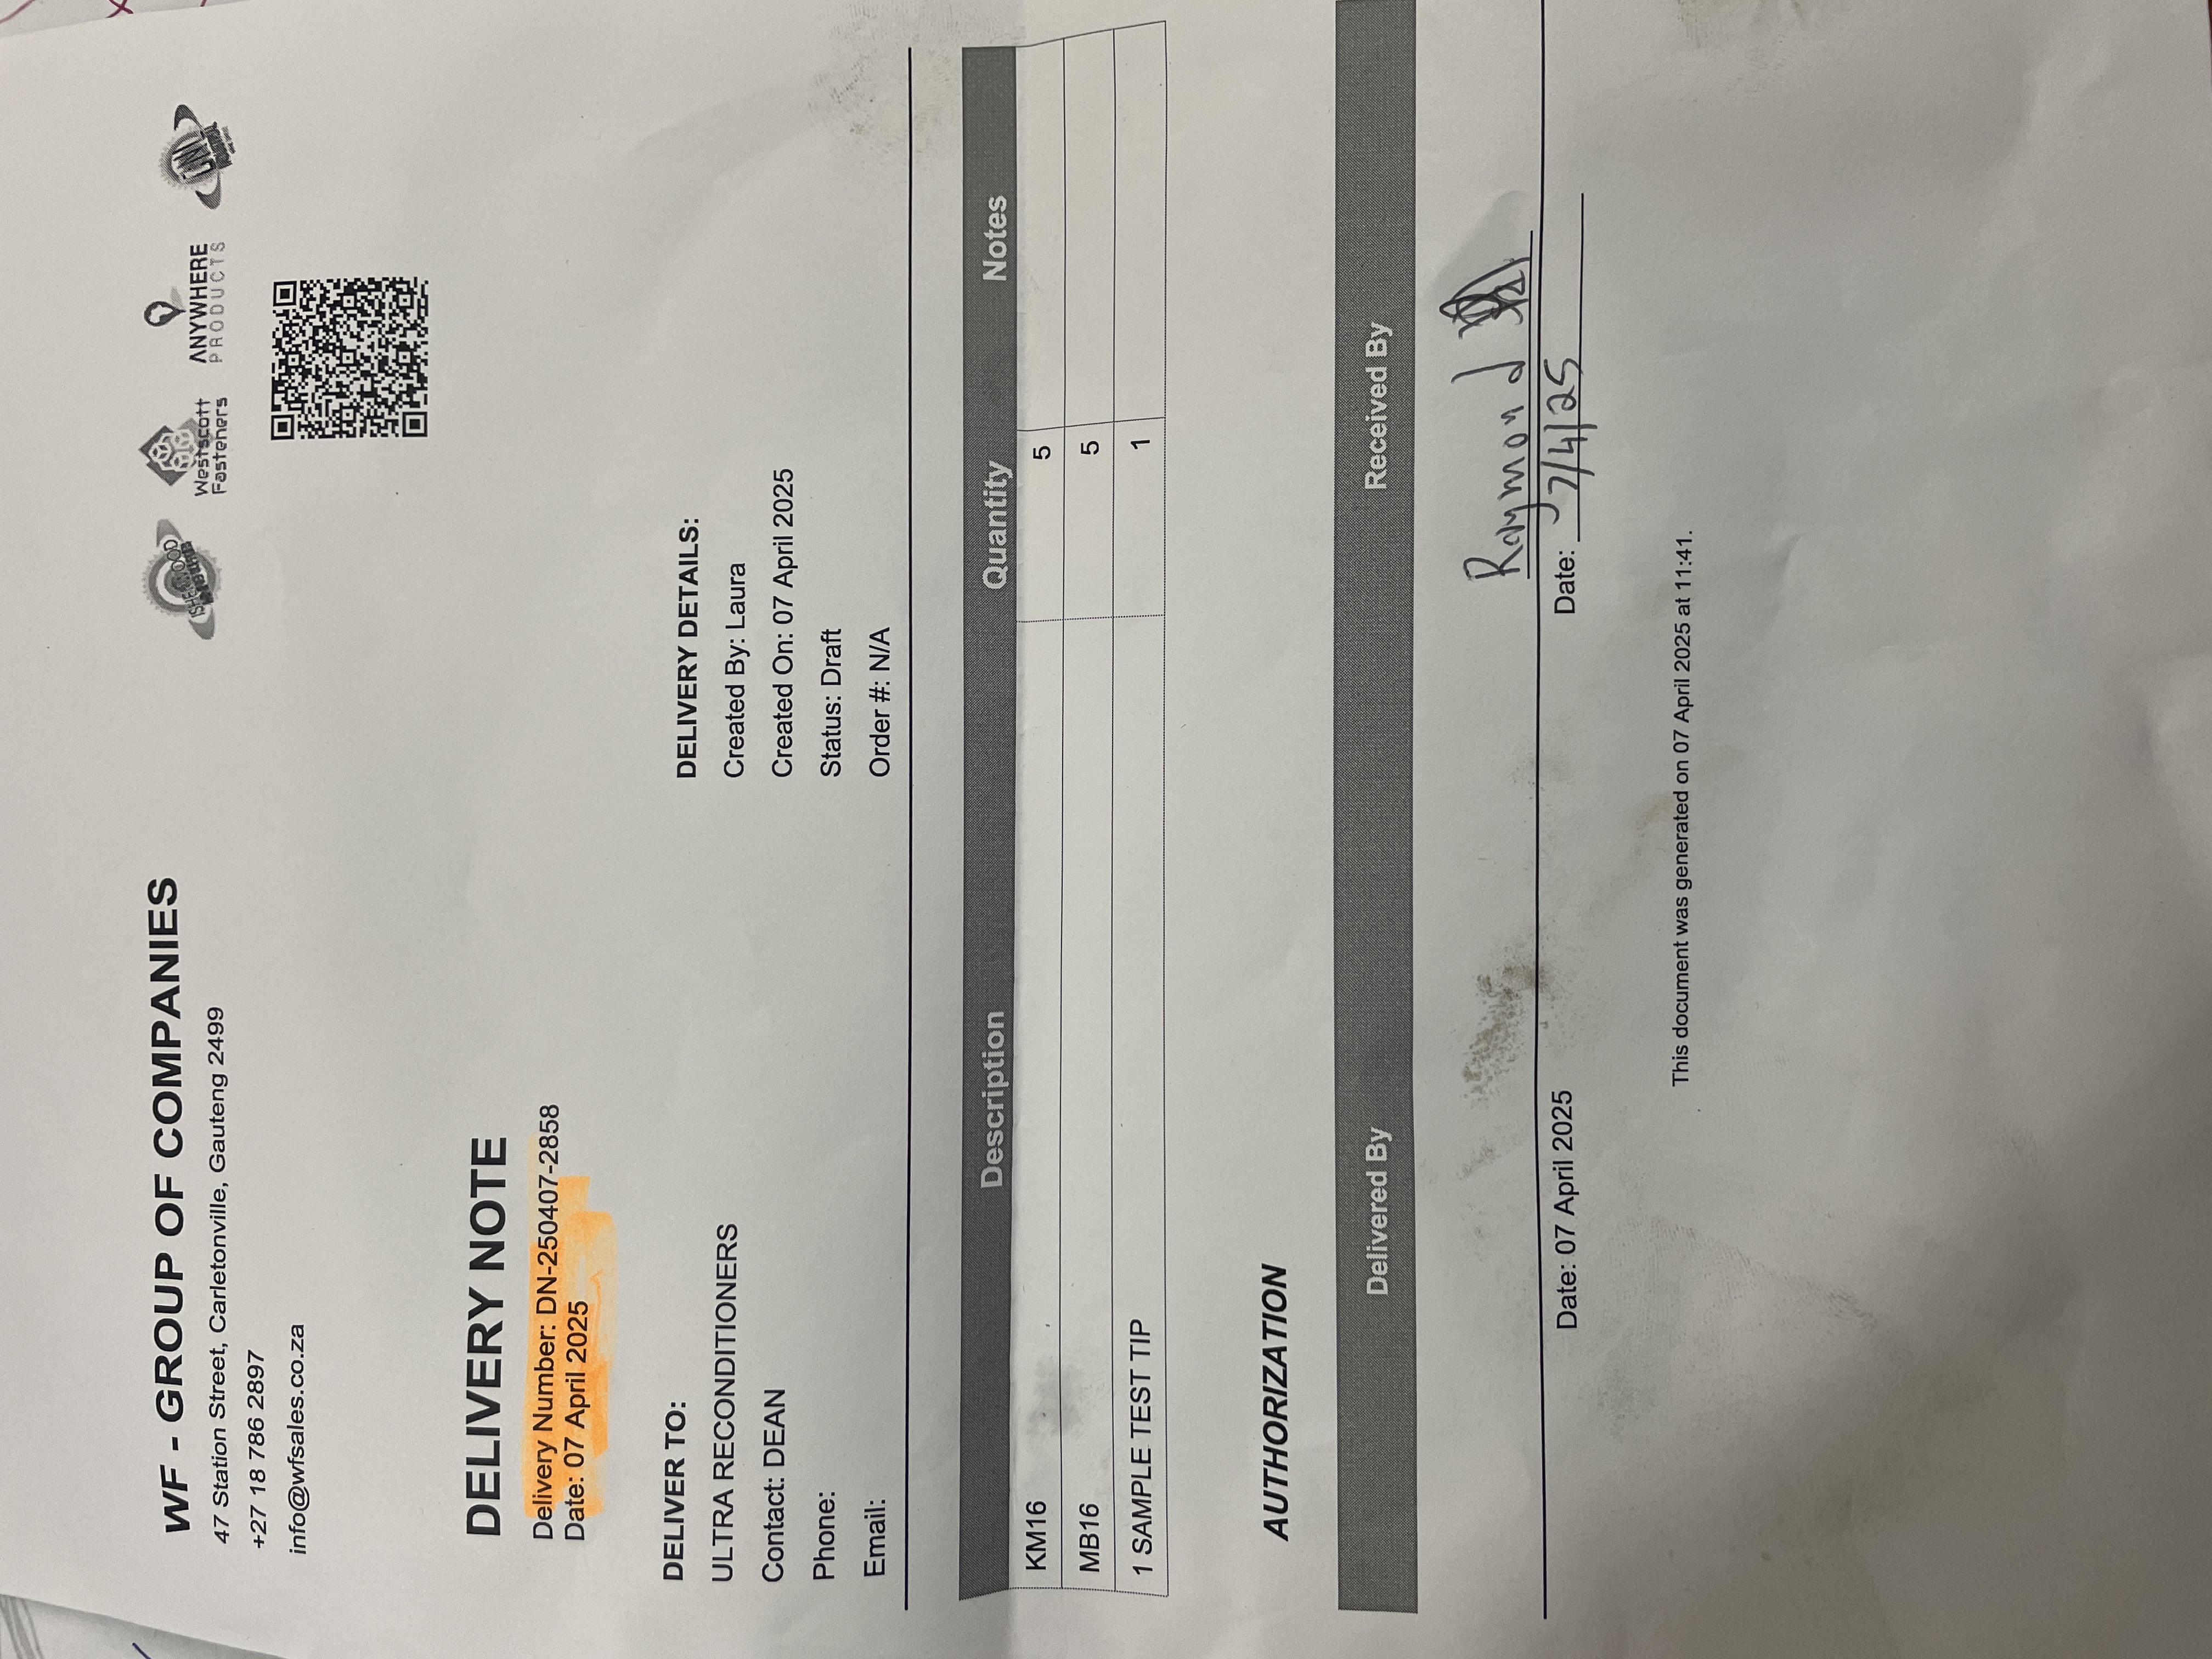 WF - GROUP OF COMPANIES
47 Station Street, Carletonville, Gauteng 2499
+27 18 786 2897
info@wfsales.co.za
ISHERWOOD
Westscott
Fasteners
ANYWHERE
PRODUCTS
DELIVERY NOTE
Delivery Number: DN-250407-2858
Date: 07 April 2025
DELIVER TO:
ULTRA RECONDITIONERS
Contact: DEAN
Phone:
Email:
DELIVERY DETAILS:
Created By: Laura
Created On: 07 April 2025
Status: Draft
Order #: N/A
Description Quantity Notes
KM16 5
MB16 5
1 SAMPLE TEST TIP 1
AUTHORIZATION
Delivered By Received By
Raymond
Date: 07 April 2025 Date: 7/4/25
This document was generated on 07 April 2025 at 11:41.